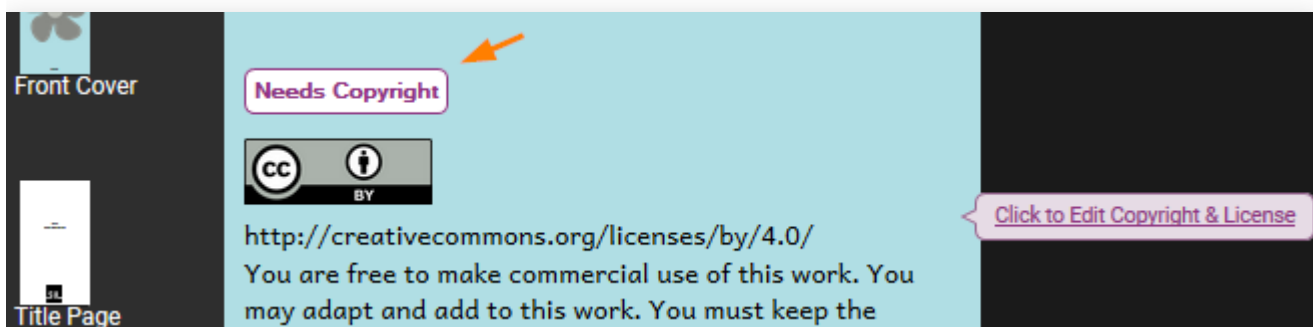 Front Cover
Needs Copyright
cc
BY
Click to Edit Copyright & License
http://creativecommons.org/licenses/by/4.0/
You are free to make commercial use of this work. You
may adapt and add to this work. You must keep the
SIL
Title Page